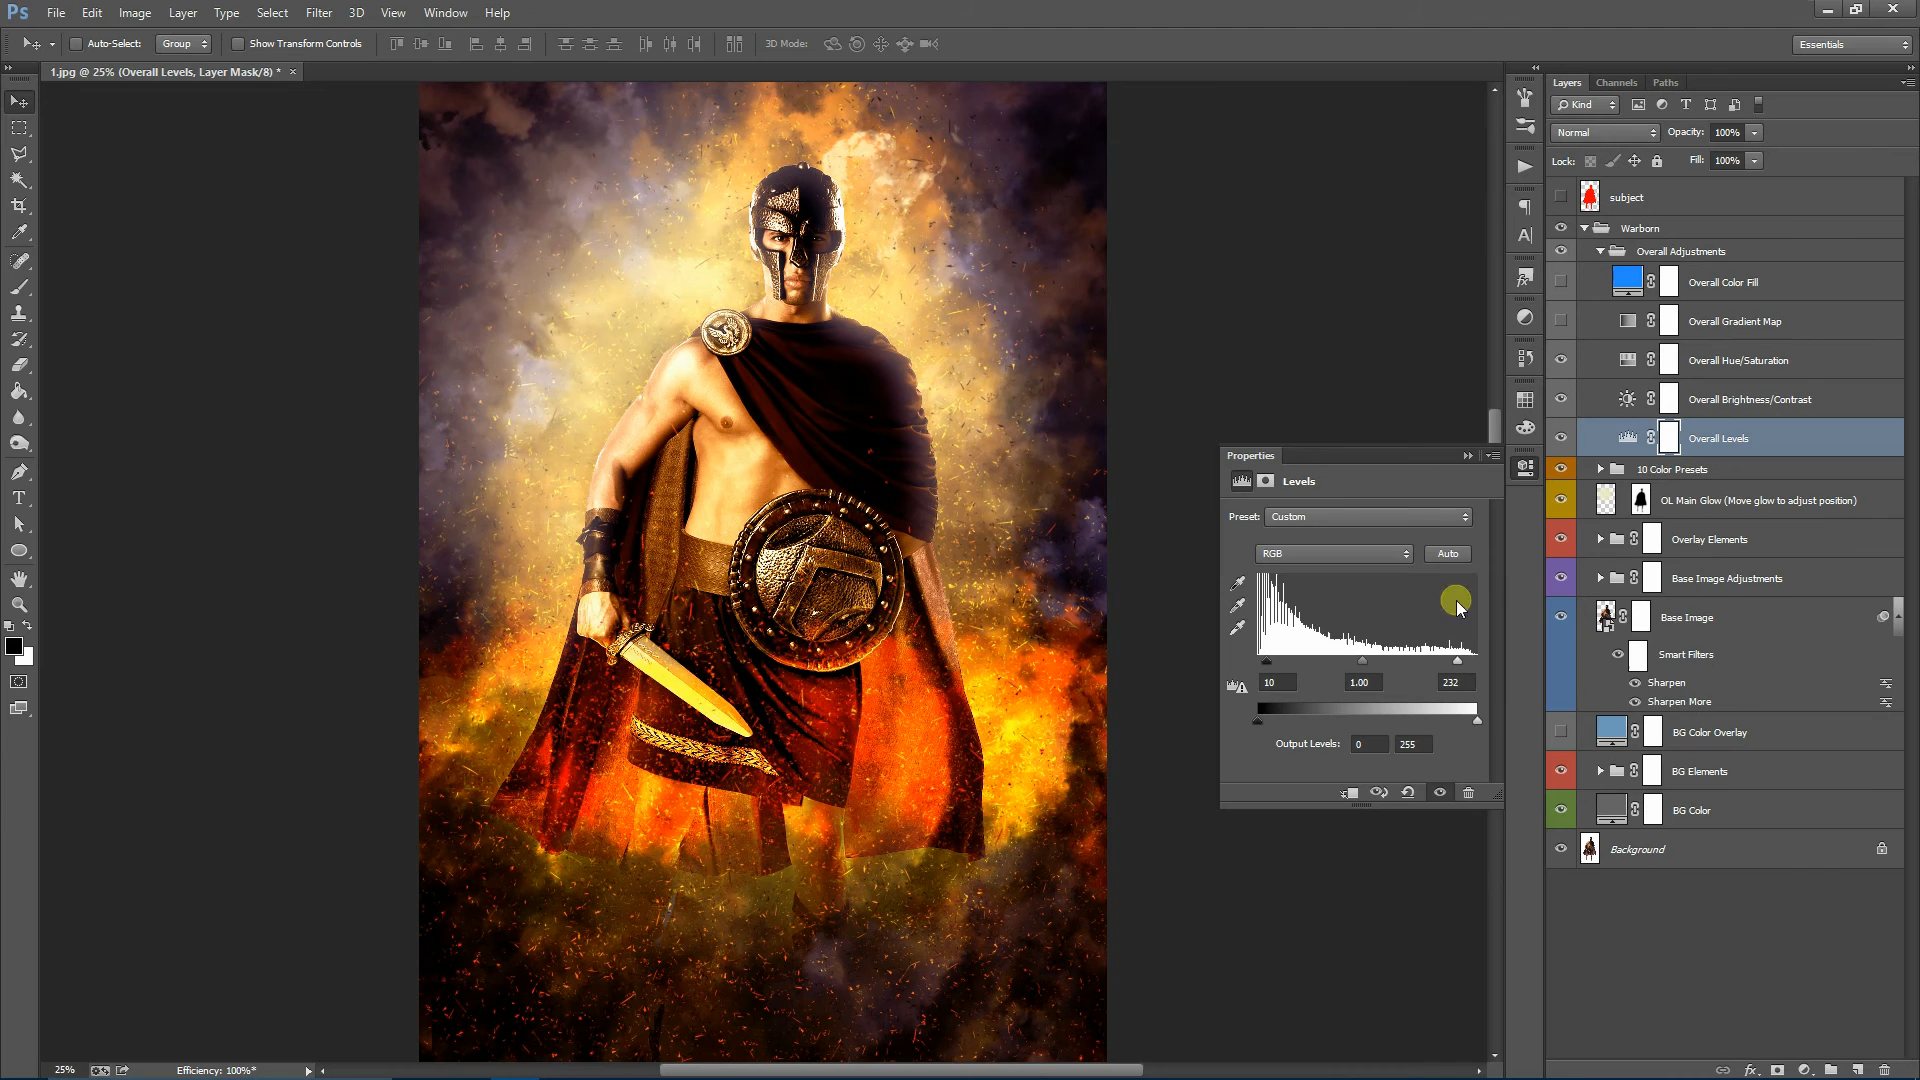 Ps File Edit Image Layer Type Select Filter 3D View Window Help
Auto-Select: Group Show Transform Controls 3D Mode: Essentials
1.jpg @ 25% (Overall Levels, Layer Mask/8) * ×
Layers Channels Paths
Kind
Normal Opacity: 100%
Lock: Fill: 100%
subject
Warborn
Overall Adjustments
Overall Color Fill
Overall Gradient Map
Overall Hue/Saturation
Overall Brightness/Contrast
Overall Levels
10 Color Presets
OL Main Glow (Move glow to adjust position)
Overlay Elements
Base Image Adjustments
Base Image
Smart Filters
Sharpen
Sharpen More
BG Color Overlay
BG Elements
BG Color
Background
Properties
Levels
Preset: Custom
RGB Auto
10 1.00 232
Output Levels: 0 255
25% Efficiency: 100%*